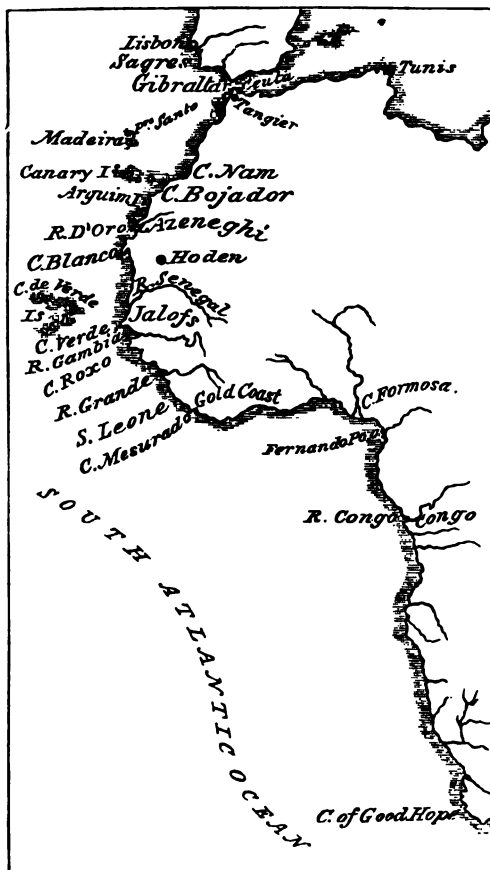 Lisbon
Sagres
Gibraltar
Ceuta
Tunis
Tangier
Pto Santo
Madeira
Canary Is
C. Nam
Arguim I.
C. Bojador
R. D'Oro
Azeneghi
C. Blanco
Hoden
C. de Verde
Is
R. Senegal
Jalofs
C. Verde
R. Gambia
C. Roxo
R. Grande
S. Leone
Gold Coast
C. Mesurado
C. Formosa.
Fernando Poo
R. Congo
Congo
SOUTH ATLANTIC OCEAN
C. of Good Hope